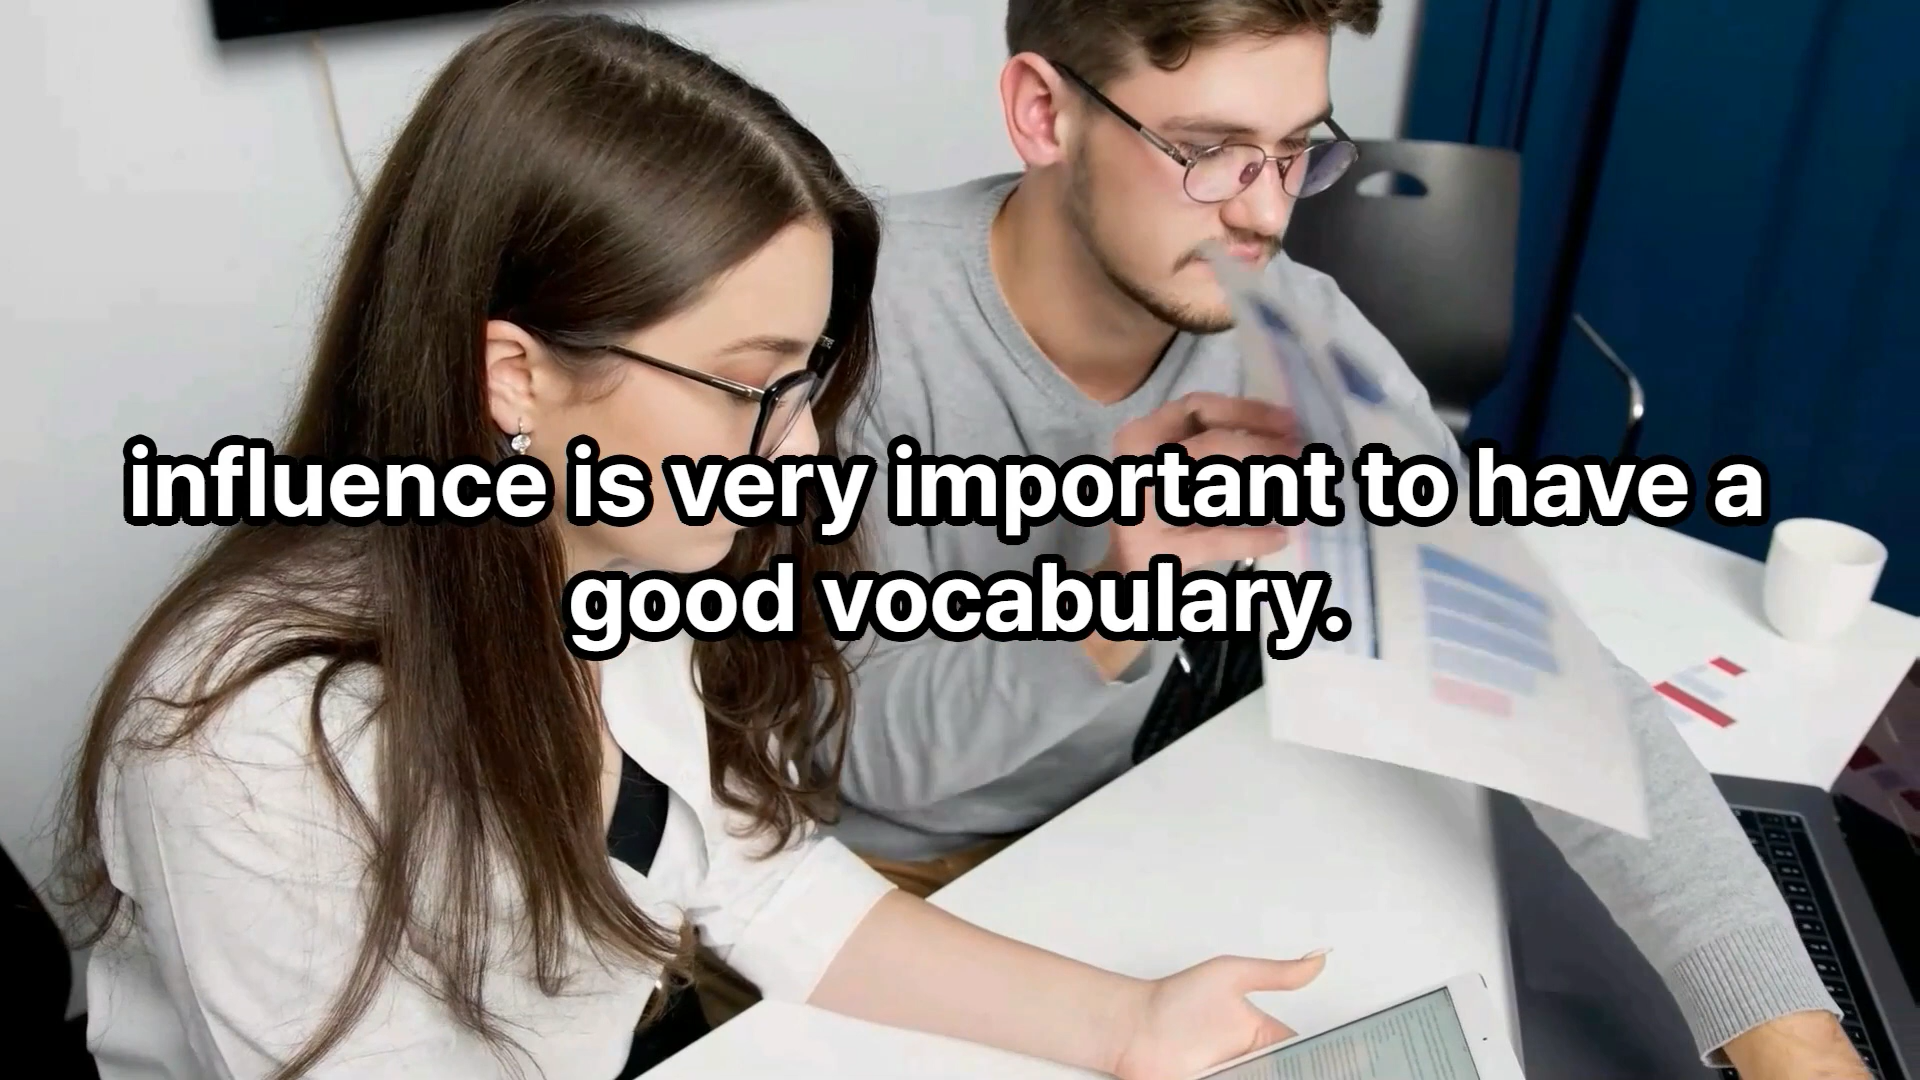 influence is very important to have a
good vocabulary.